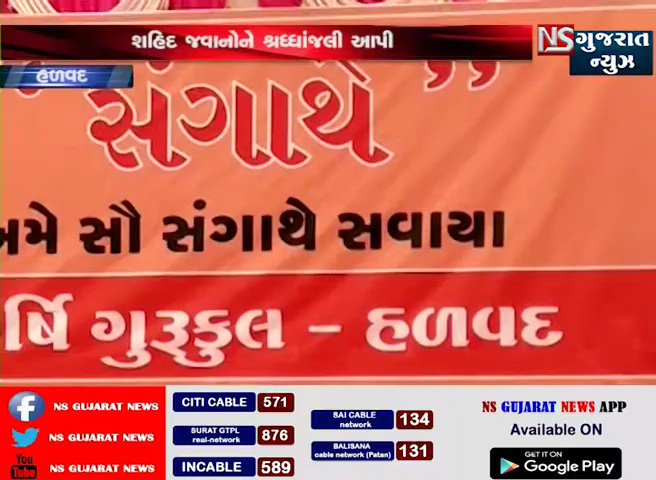 શહિદ જવાનોને શ્રધ્ધાંજલી આપી
NS ગુજરાત
ન્યુઝ
હળવદ
સંગાથે ”
અમે સૌ સંગાથે સવાયા
ર્ષિ ગુરૂકુલ – હળવદ
NS GUJARAT NEWS
NS GUJARAT NEWS
You Tube NS GUJARAT NEWS
CITI CABLE 571
SURAT GTPL real-network 876
INCABLE 589
SAI CABLE network 134
BALISANA cable network (Patan) 131
NS GUJARAT NEWS APP
Available ON
GET IT ON
Google Play